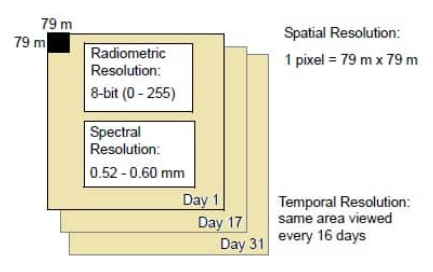 79 m
79 m
Radiometric
Resolution:
8-bit (0 - 255)
Spectral
Resolution:
0.52 - 0.60 mm
Day 1
Day 17
Day 31
Spatial Resolution:
1 pixel = 79 m x 79 m
Temporal Resolution:
same area viewed
every 16 days